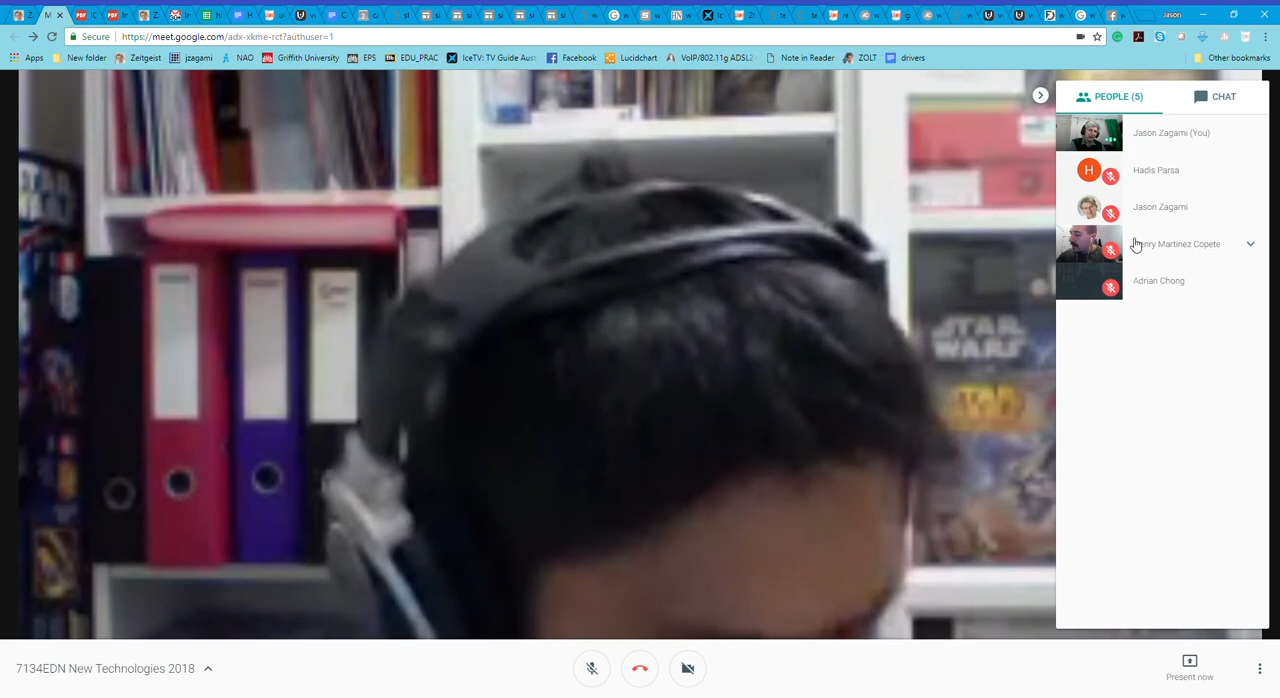 Jason
Secure
https://meet.google.com/adx-xkme-rct?authuser=1
Apps
New folder
Zeitgeist
jzagami
NAO
Griffith University
EPS
EDU_PRAC
IceTV: TV Guide Aust
Facebook
Lucidchart
VoIP/802.11g ADSL2
Note in Reader
ZOLT
drivers
Other bookmarks
PEOPLE (5)
CHAT
Jason Zagami (You)
H
Hadis Parsa
Jason Zagami
Martinez Copete
Adrian Chong
STAR
WARS
STAR
7134EDN New Technologies 2018
Present now